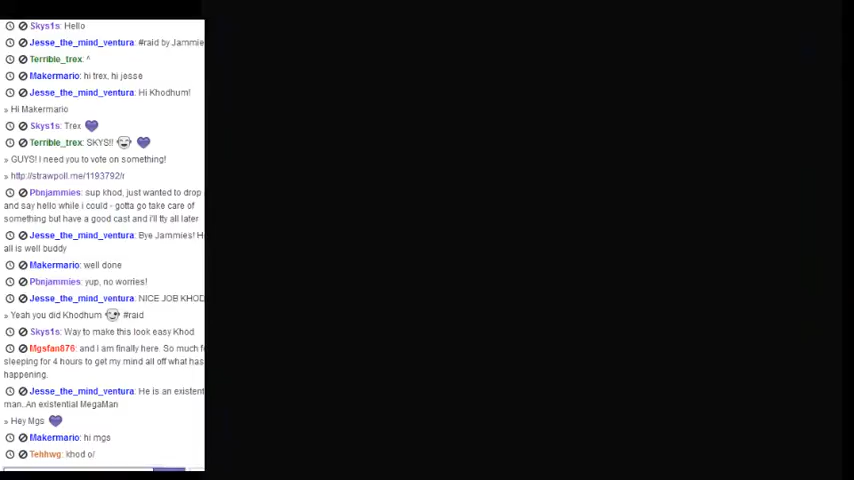 Skys1s: Hello
Jesse_the_mind_ventura: #raid by Jammie
Terrible_trex: ^
Makermario: hi trex, hi jesse
Jesse_the_mind_ventura: Hi Khodhum!
» Hi Makermario
Skys1s: Trex
Terrible_trex: SKYS!!
» GUYS! I need you to vote on something!
» http://strawpoll.me/1193792/r
Pbnjammies: sup khod, just wanted to drop
and say hello while i could - gotta go take care of
something but have a good cast and i'll tty all later
Jesse_the_mind_ventura: Bye Jammies! H
all is well buddy
Makermario: well done
Pbnjammies: yup, no worries!
Jesse_the_mind_ventura: NICE JOB KHOD
» Yeah you did Khodhum #raid
Skys1s: Way to make this look easy Khod
Mgsfan876: and I am finally here. So much f
sleeping for 4 hours to get my mind all off what has
happening.
Jesse_the_mind_ventura: He is an existent
man..An existential MegaMan
» Hey Mgs
Makermario: hi mgs
Tehhwg: khod o/